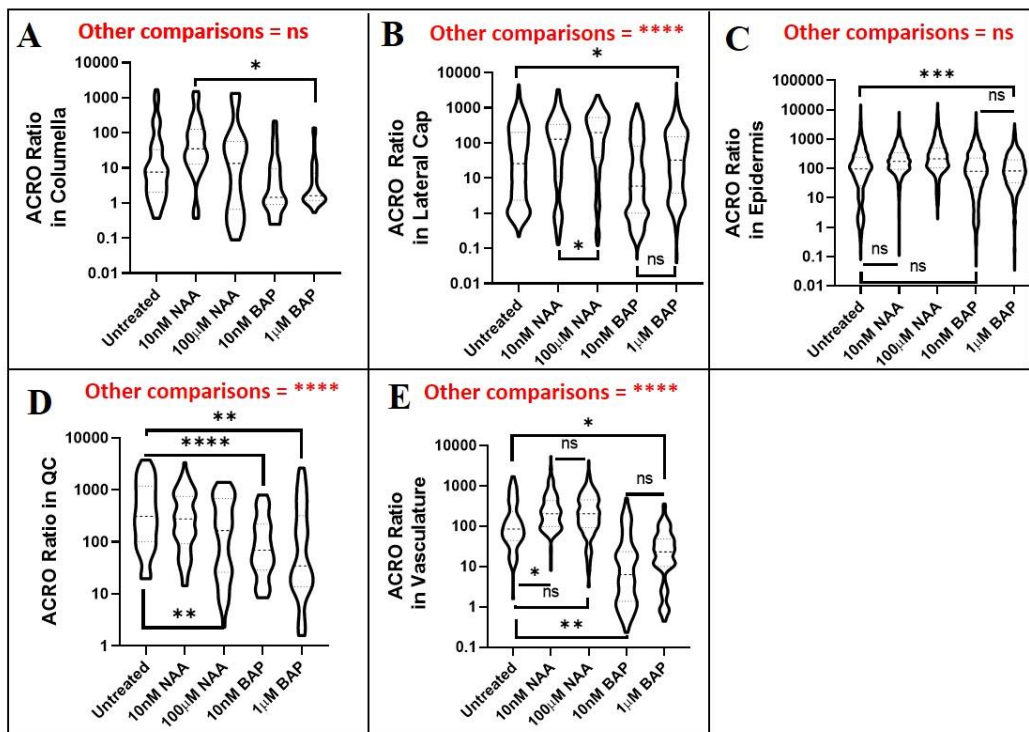 A
Other comparisons = ns
*
ACRO Ratio
in Columella
10000
1000
100
10
1
0.1
0.01
Untreated
10nM NAA
100μM NAA
10nM BAP
1μM BAP
B
Other comparisons = ****
*
ACRO Ratio
in Lateral Cap
10000
1000
100
10
1
0.1
0.01
*
ns
Untreated
10nM NAA
100μM NAA
10nM BAP
1μM BAP
C
Other comparisons = ns
***
ns
ACRO Ratio
in Epidermis
100000
10000
1000
100
10
1
0.1
0.01
ns
ns
Untreated
10nM NAA
100μM NAA
10nM BAP
1μM BAP
D
Other comparisons = ****
**
****
ACRO Ratio in QC
10000
1000
100
10
1
**
Untreated
10nM NAA
100μM NAA
10nM BAP
1μM BAP
E
Other comparisons = ****
*
ns
ns
ACRO Ratio
in Vasculature
10000
1000
100
10
1
0.1
*
ns
**
Untreated
10nM NAA
100μM NAA
10nM BAP
1μM BAP